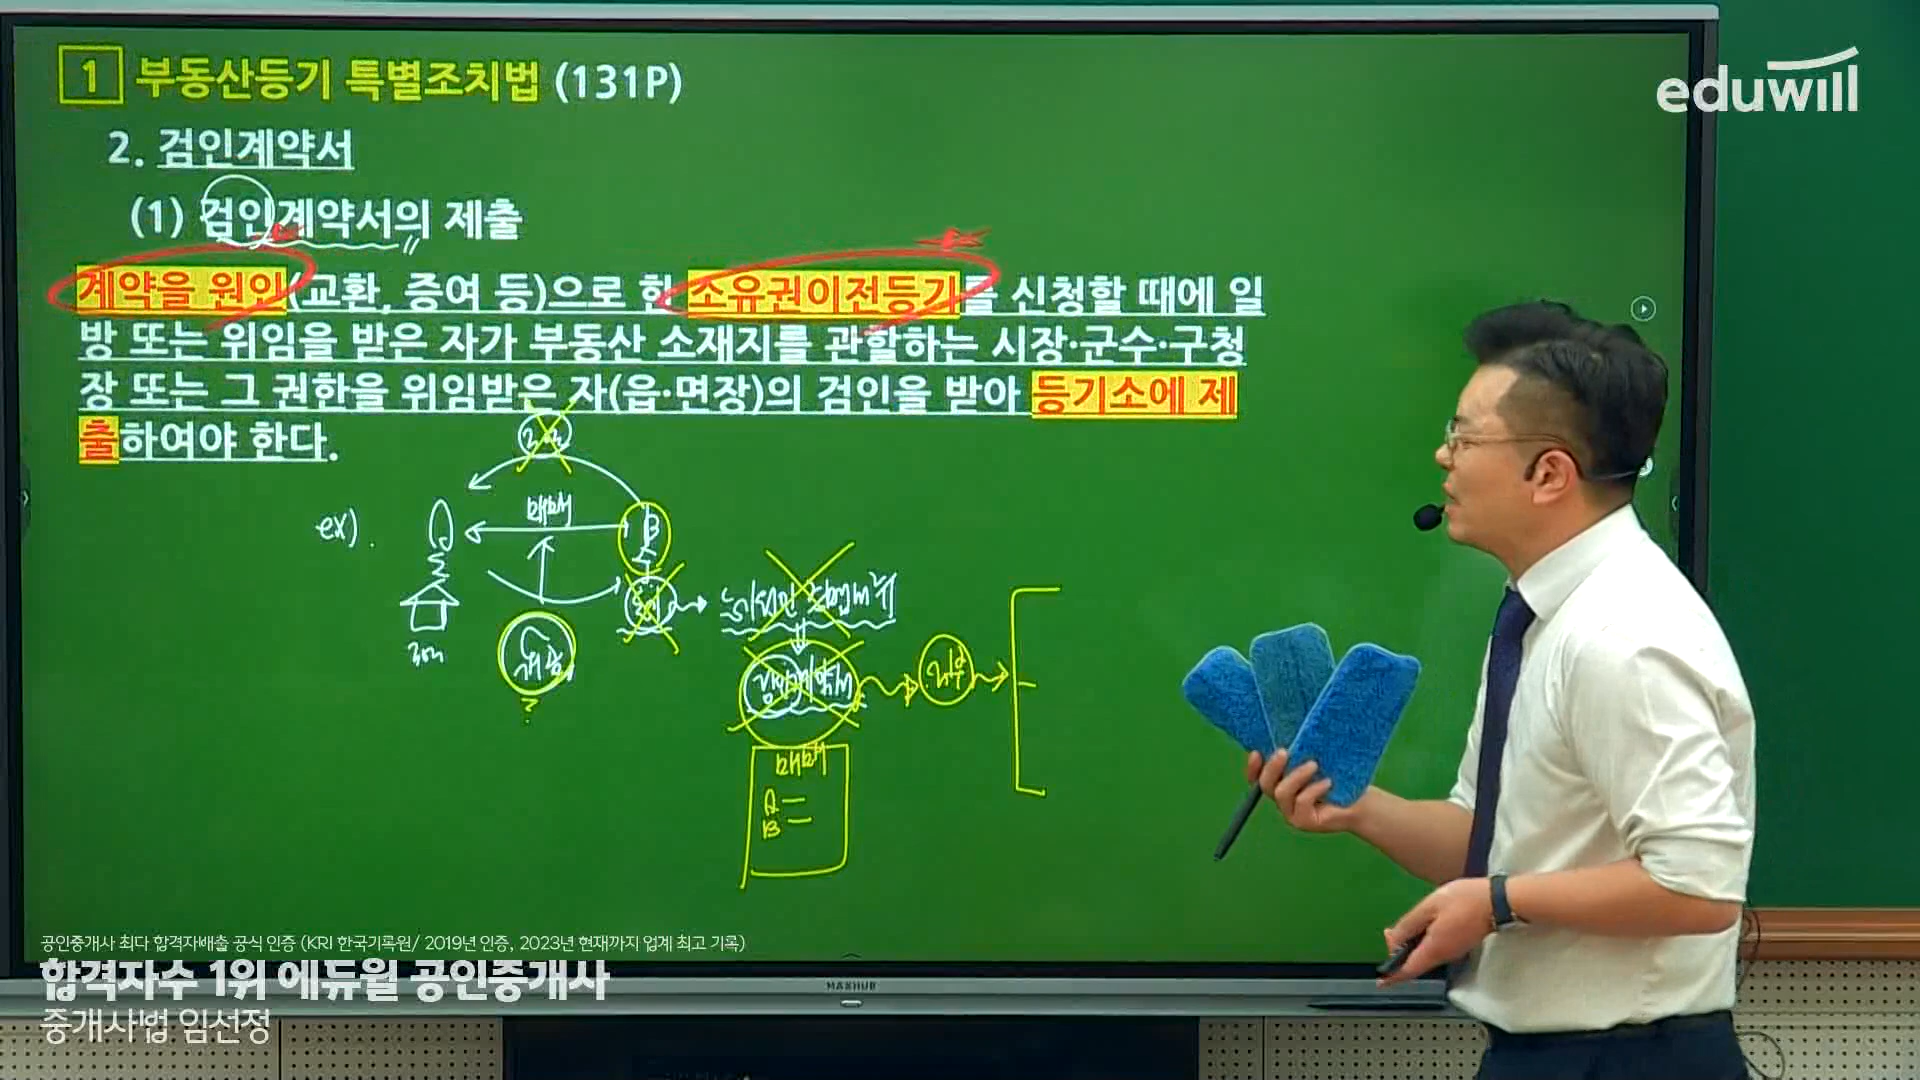 1 부동산등기 특별조치법 (131P)
eduwill
2. 검인계약서
(1) 검인계약서의 제출
계약을 원인(교환, 증여 등)으로 한 소유권이전등기를 신청할 때에 일
방 또는 위임을 받은 자가 부동산 소재지를 관할하는 시장·군수·구청
장 또는 그 권한을 위임받은 자(읍·면장)의 검인을 받아 등기소에 제
출하여야 한다.
ex).
매매
B
매매
A
B
공인중개사 최다 합격자배출 공식 인증 (KRI 한국기록원/ 2019년 인증, 2023년 현재까지 업계 최고 기록)
합격자수 1위 에듀윌 공인중개사
중개사법 임선정
MAXHUB